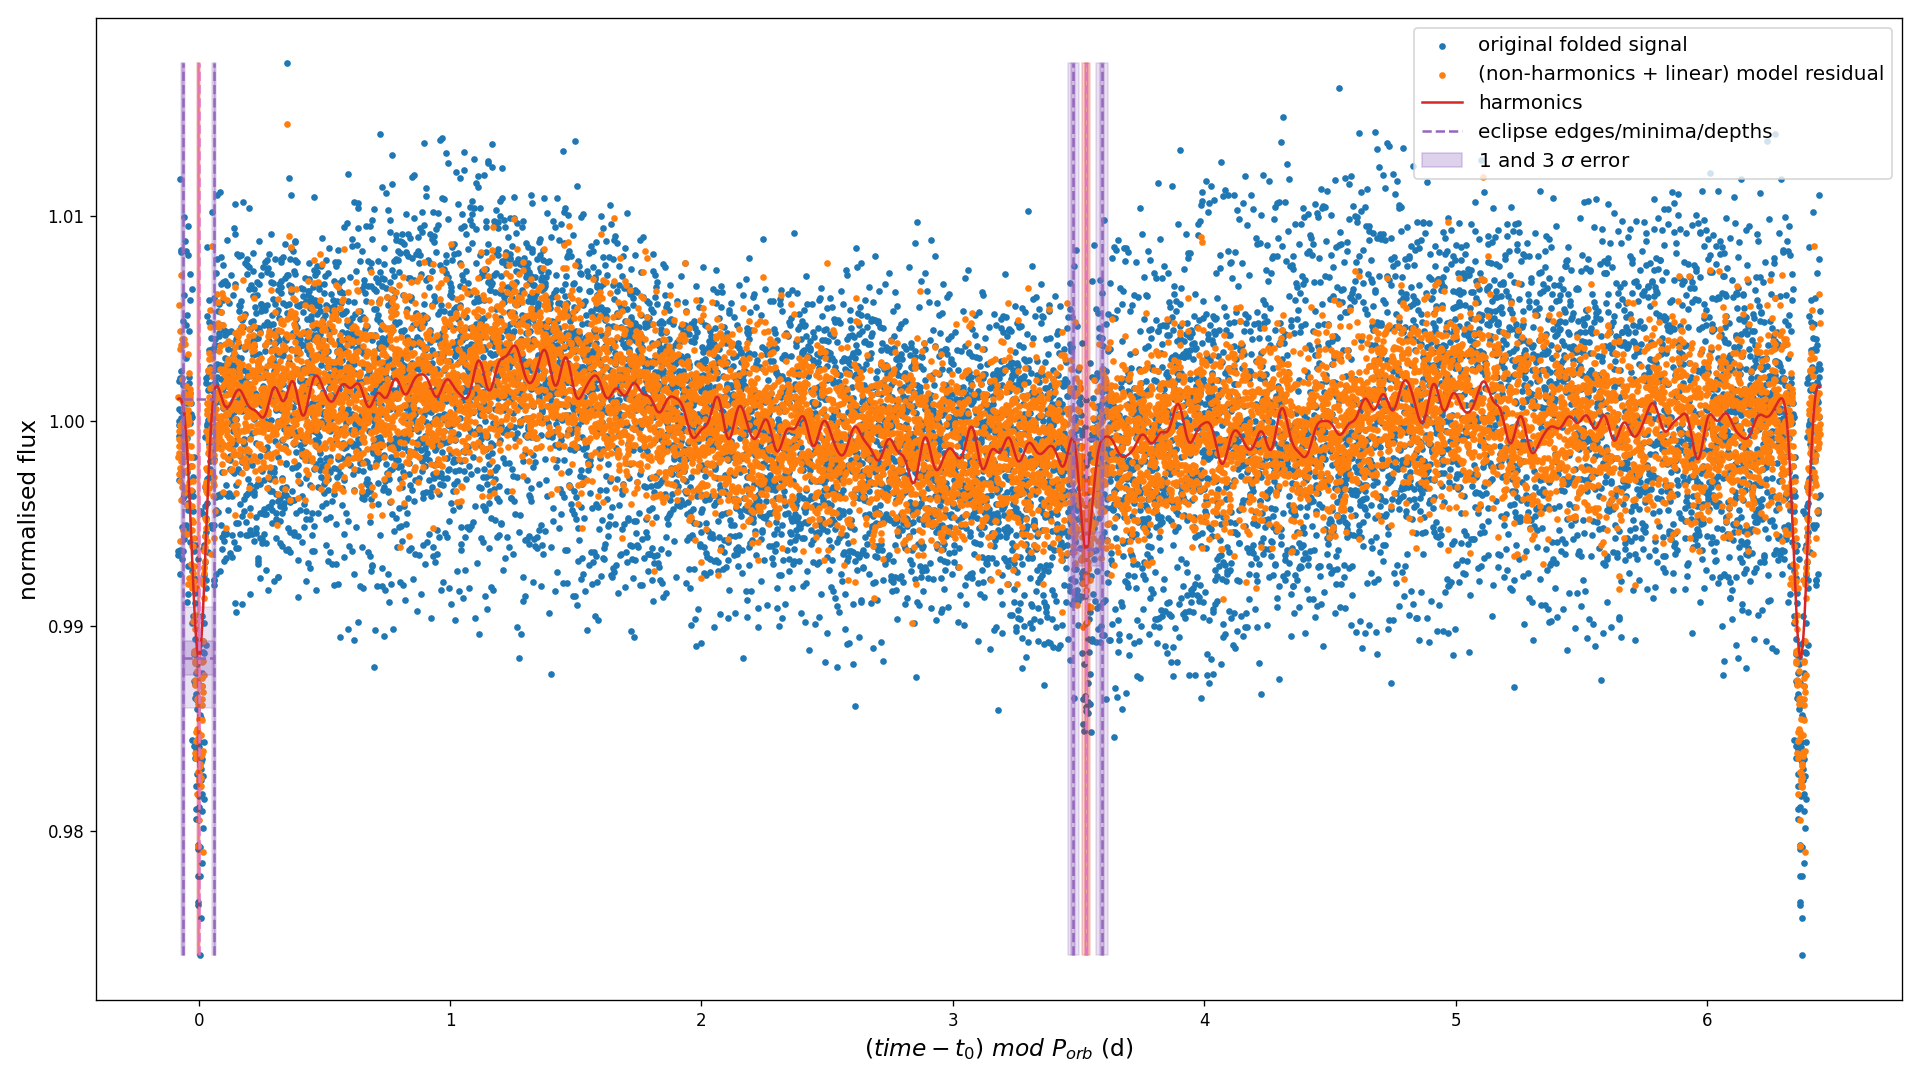 original folded signal
(non-harmonics + linear) model residual
harmonics
eclipse edges/minima/depths
1 and 3 σ error
normalised flux
1.01
1.00
0.99
0.98
0 1 2 3 4 5 6
(time − t₀) mod P_orb (d)